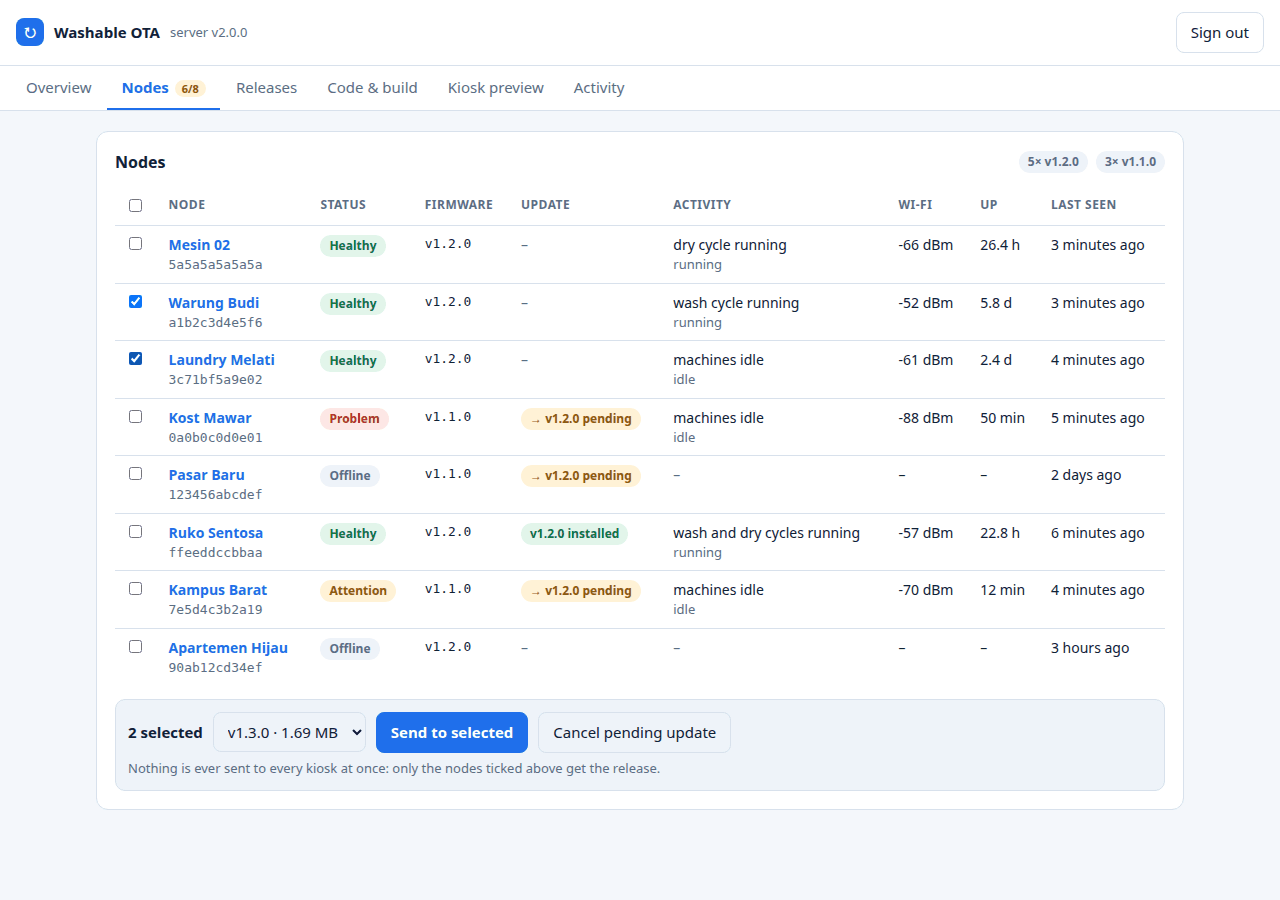 ↻ Washable OTA server v2.0.0 Sign out
Overview Nodes 6/8 Releases Code & build Kiosk preview Activity
Nodes 5× v1.2.0 3× v1.1.0
NODE STATUS FIRMWARE UPDATE ACTIVITY WI-FI UP LAST SEEN
Mesin 02 Healthy v1.2.0 – dry cycle running -66 dBm 26.4 h 3 minutes ago
5a5a5a5a5a5a running
Warung Budi Healthy v1.2.0 – wash cycle running -52 dBm 5.8 d 3 minutes ago
a1b2c3d4e5f6 running
Laundry Melati Healthy v1.2.0 – machines idle -61 dBm 2.4 d 4 minutes ago
3c71bf5a9e02 idle
Kost Mawar Problem v1.1.0 → v1.2.0 pending machines idle -88 dBm 50 min 5 minutes ago
0a0b0c0d0e01 idle
Pasar Baru Offline v1.1.0 → v1.2.0 pending – – – 2 days ago
123456abcdef
Ruko Sentosa Healthy v1.2.0 v1.2.0 installed wash and dry cycles running -57 dBm 22.8 h 6 minutes ago
ffeeddccbbaa running
Kampus Barat Attention v1.1.0 → v1.2.0 pending machines idle -70 dBm 12 min 4 minutes ago
7e5d4c3b2a19 idle
Apartemen Hijau Offline v1.2.0 – – – – 3 hours ago
90ab12cd34ef
2 selected v1.3.0 · 1.69 MB Send to selected Cancel pending update
Nothing is ever sent to every kiosk at once: only the nodes ticked above get the release.